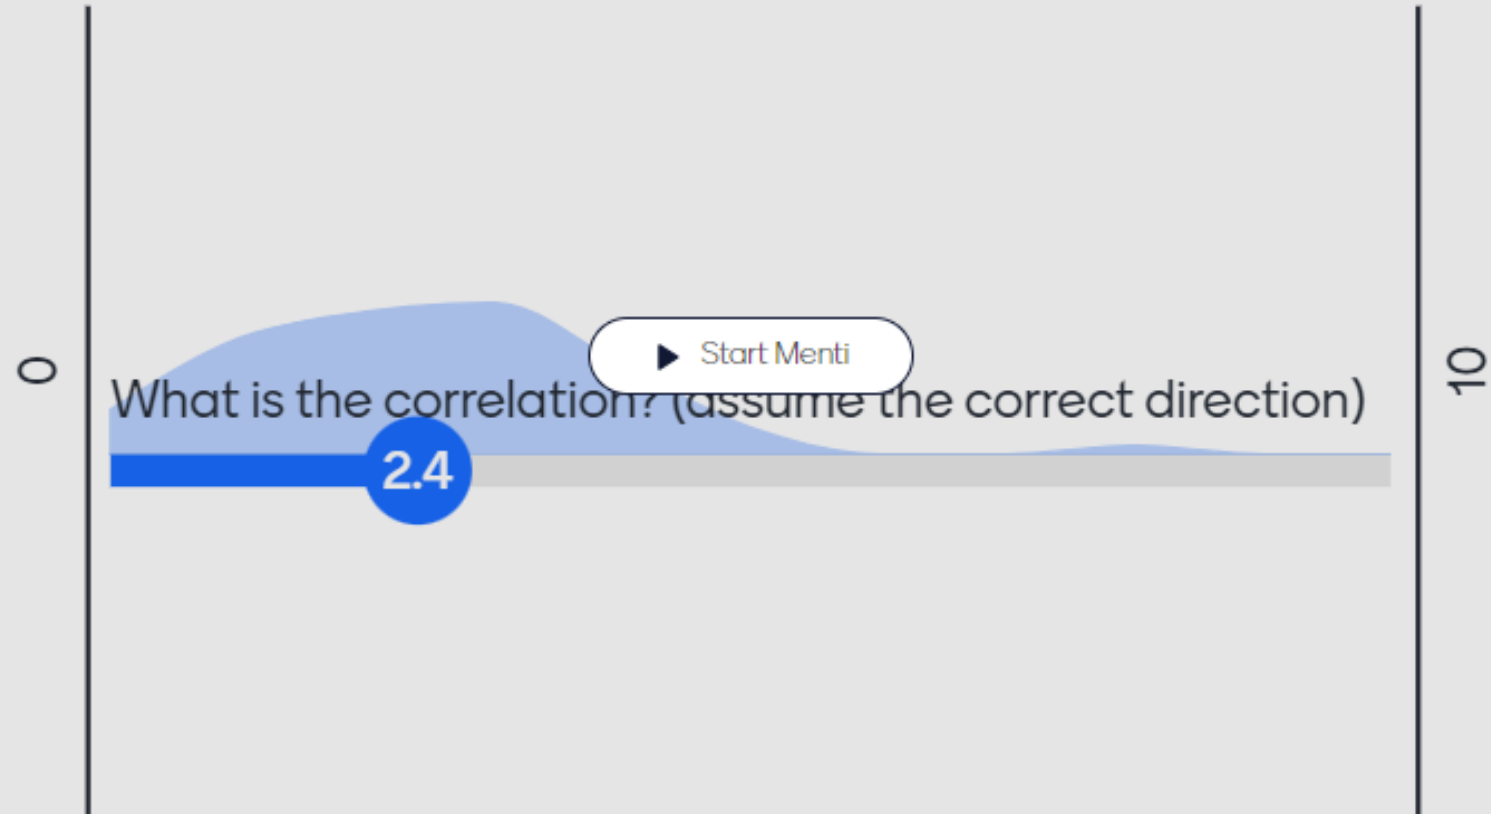 0
Start Menti
What is the correlation? (assume the correct direction)
2.4
10